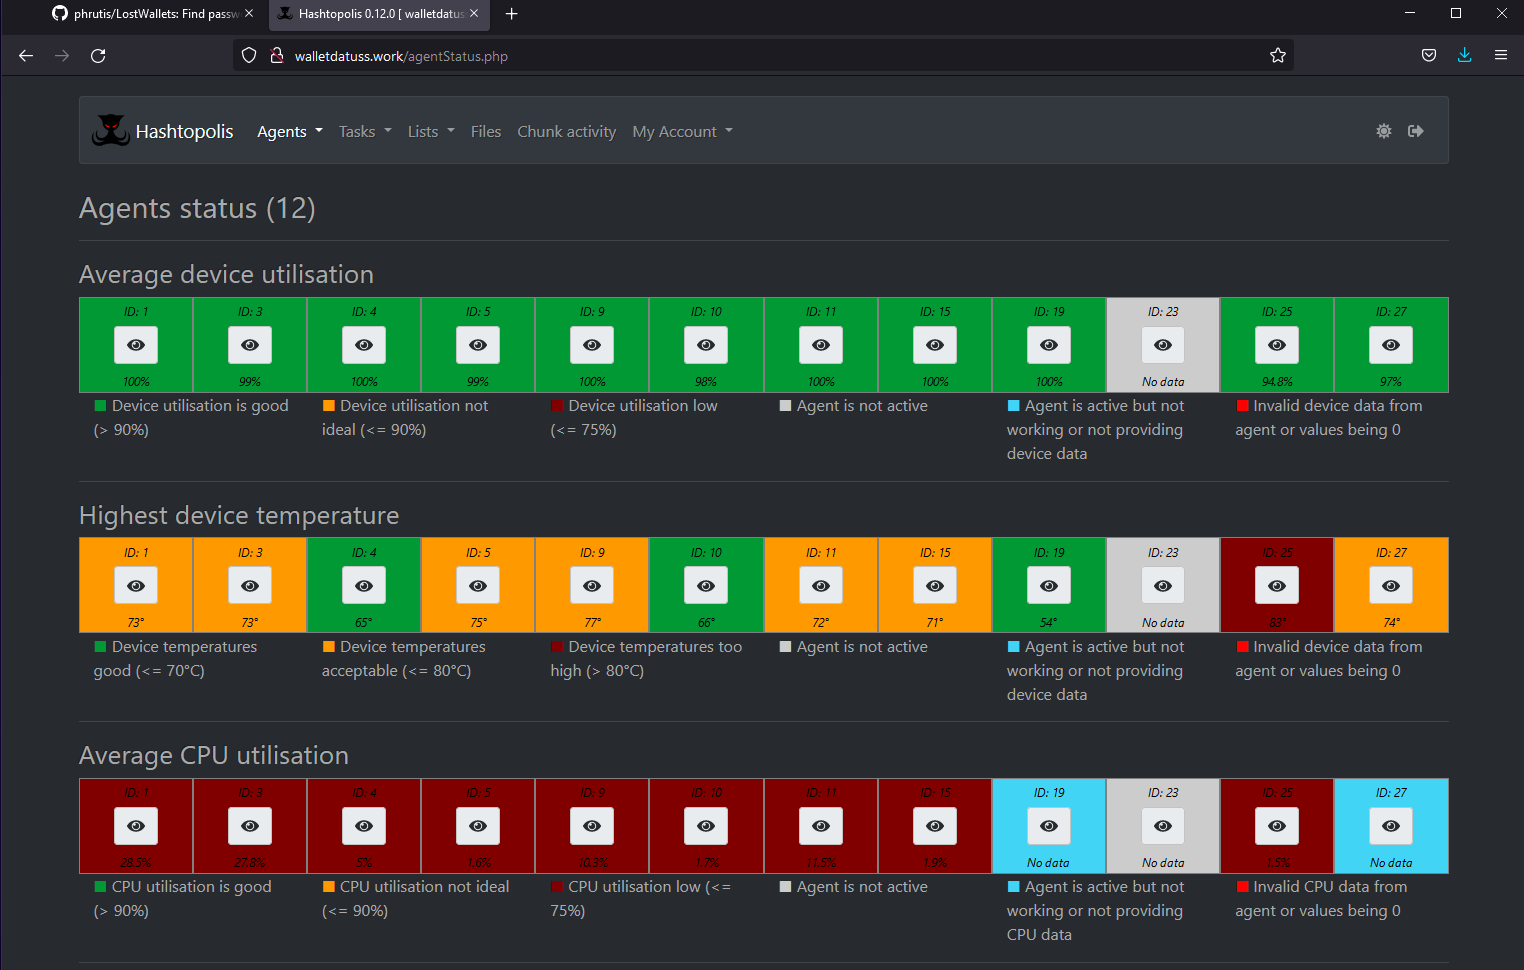 phrutis/LostWallets: Find passw
Hashtopolis 0.12.0 [ walletdatus
walletdatuss.work/agentStatus.php
Hashtopolis Agents Tasks Lists Files Chunk activity My Account
Agents status (12)
Average device utilisation
ID: 1 ID: 3 ID: 4 ID: 5 ID: 9 ID: 10 ID: 11 ID: 15 ID: 19 ID: 23 ID: 25 ID: 27
100% 99% 100% 99% 100% 98% 100% 100% 100% No data 94.8% 97%
Device utilisation is good Device utilisation not Device utilisation low Agent is not active Agent is active but not Invalid device data from
(> 90%) ideal (<= 90%) (<= 75%) working or not providing agent or values being 0
device data
Highest device temperature
ID: 1 ID: 3 ID: 4 ID: 5 ID: 9 ID: 10 ID: 11 ID: 15 ID: 19 ID: 23 ID: 25 ID: 27
73° 73° 65° 75° 77° 66° 72° 71° 54° No data 83° 74°
Device temperatures Device temperatures Device temperatures too Agent is not active Agent is active but not Invalid device data from
good (<= 70°C) acceptable (<= 80°C) high (> 80°C) working or not providing agent or values being 0
device data
Average CPU utilisation
ID: 1 ID: 3 ID: 4 ID: 5 ID: 9 ID: 10 ID: 11 ID: 15 ID: 19 ID: 23 ID: 25 ID: 27
28.5% 27.8% 5% 1.6% 10.3% 1.7% 11.5% 1.9% No data No data 1.5% No data
CPU utilisation is good CPU utilisation not ideal CPU utilisation low (<= Agent is not active Agent is active but not Invalid CPU data from
(> 90%) (<= 90%) 75%) working or not providing agent or values being 0
CPU data